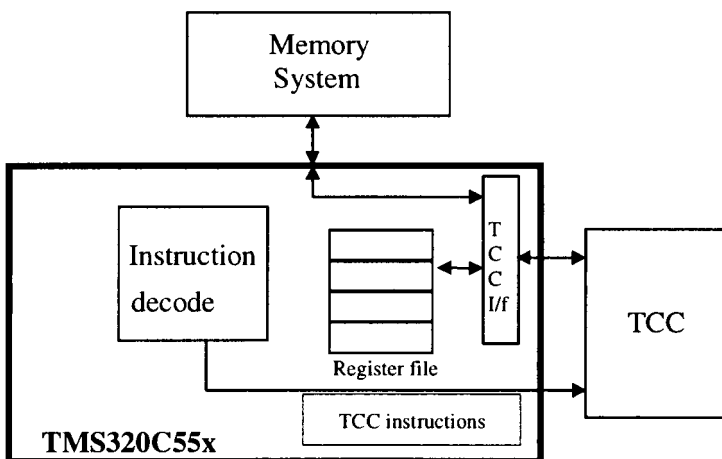 Memory
System
Instruction
decode
T
C
C
I/f
TCC
Register file
TCC instructions
TMS320C55x